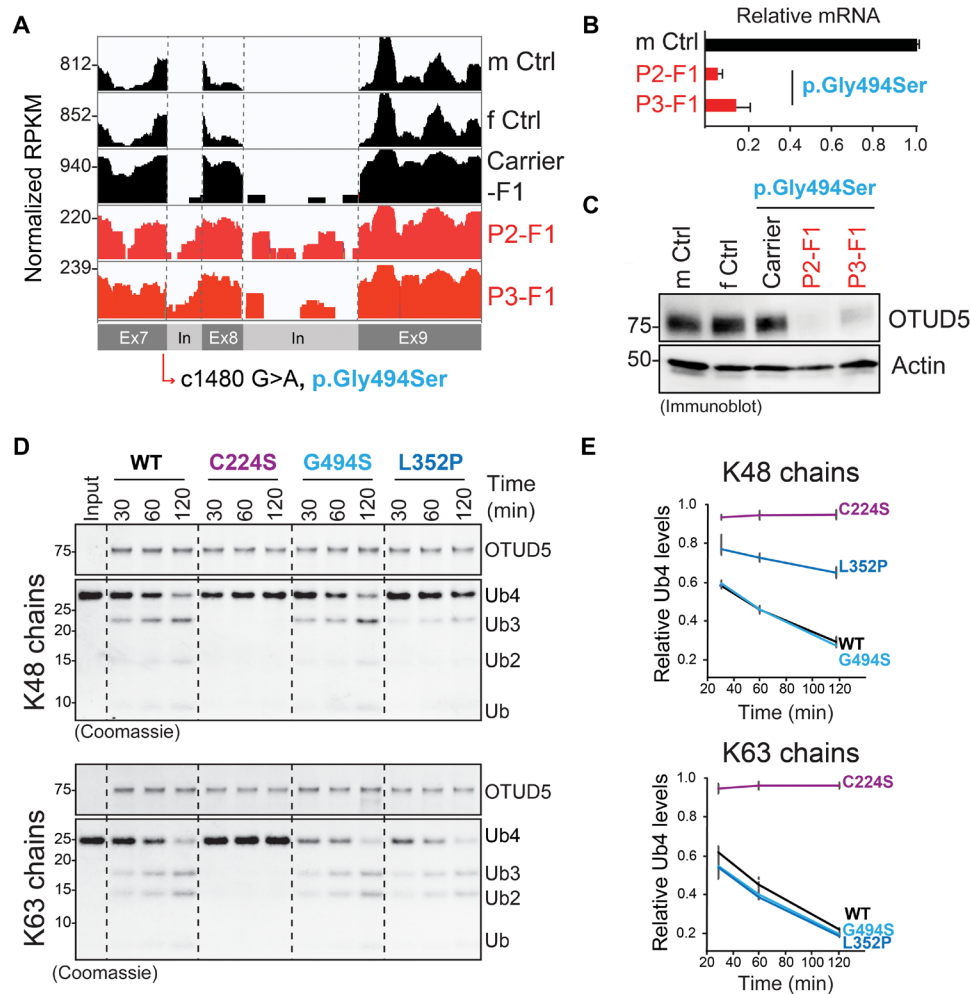 A
Normalized RPKM
812
m Ctrl
852
f Ctrl
940
Carrier
-F1
220
P2-F1
239
P3-F1
Ex7 In Ex8 In Ex9
c1480 G>A, p.Gly494Ser
B
Relative mRNA
m Ctrl
P2-F1
P3-F1
p.Gly494Ser
0.2 0.4 0.6 0.8 1.0
C
p.Gly494Ser
m Ctrl
f Ctrl
Carrier
P2-F1
P3-F1
75
OTUD5
50
Actin
(Immunoblot)
D
WT C224S G494S L352P
Input 30 60 120 30 60 120 30 60 120 30 60 120
Time
(min)
K48 chains
75
OTUD5
Ub4
25
Ub3
20
15
Ub2
10
Ub
(Coomassie)
K63 chains
75
OTUD5
25
Ub4
20
Ub3
15
Ub2
10
Ub
(Coomassie)
E
K48 chains
Relative Ub4 levels
1.0
0.8
0.6
0.4
0.2
C224S
L352P
WT
G494S
20 40 60 80 100 120
Time (min)
K63 chains
Relative Ub4 levels
1.0
0.8
0.6
0.4
0.2
C224S
WT
G494S
L352P
20 40 60 80 100 120
Time (min)